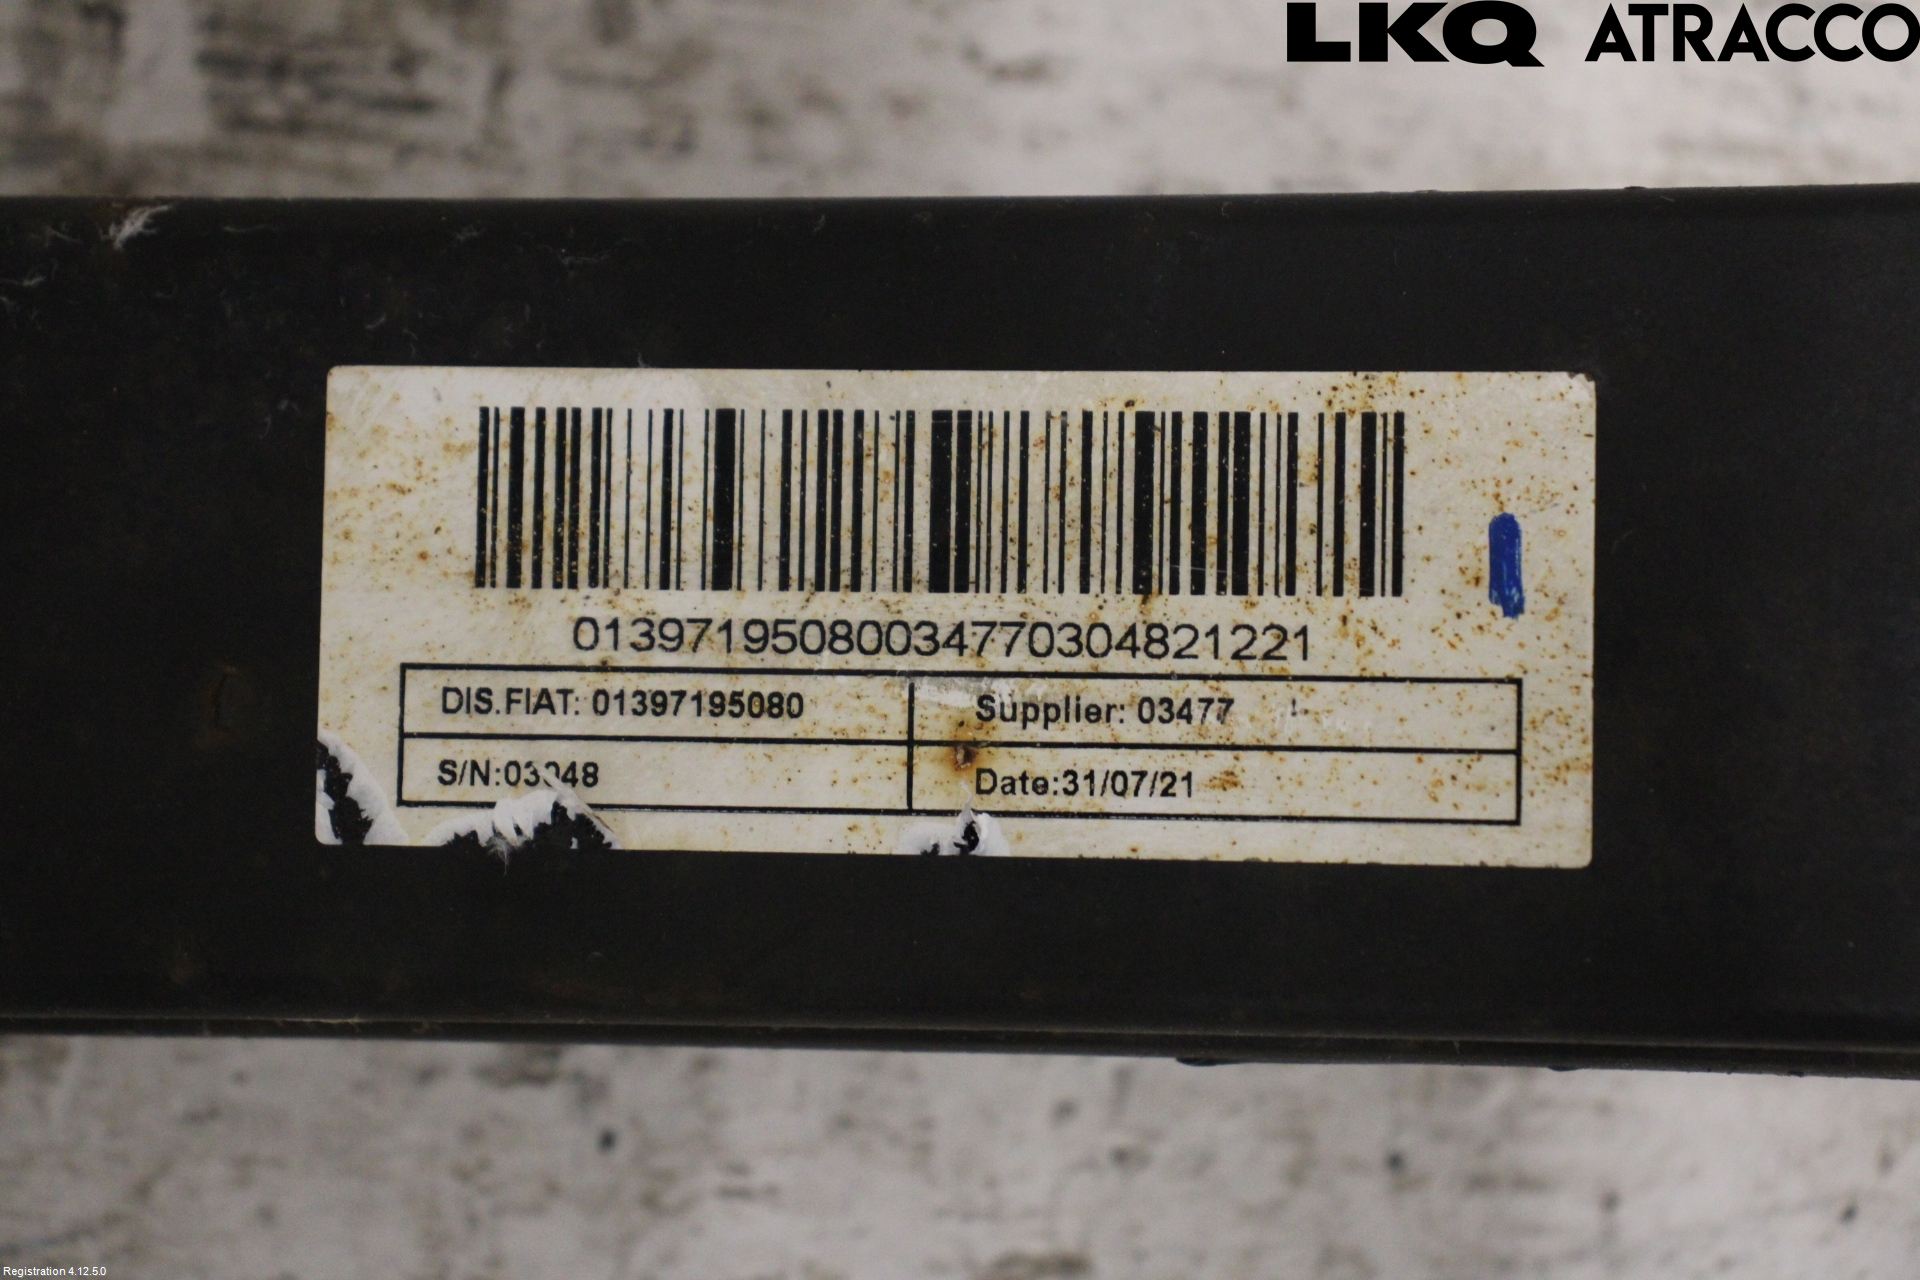 LKQ ATRACCO
01397195080034770304821221
DIS.FIAT: 01397195080
Supplier: 03477
S/N:03048
Date:31/07/21
Registration 4.12.5.0